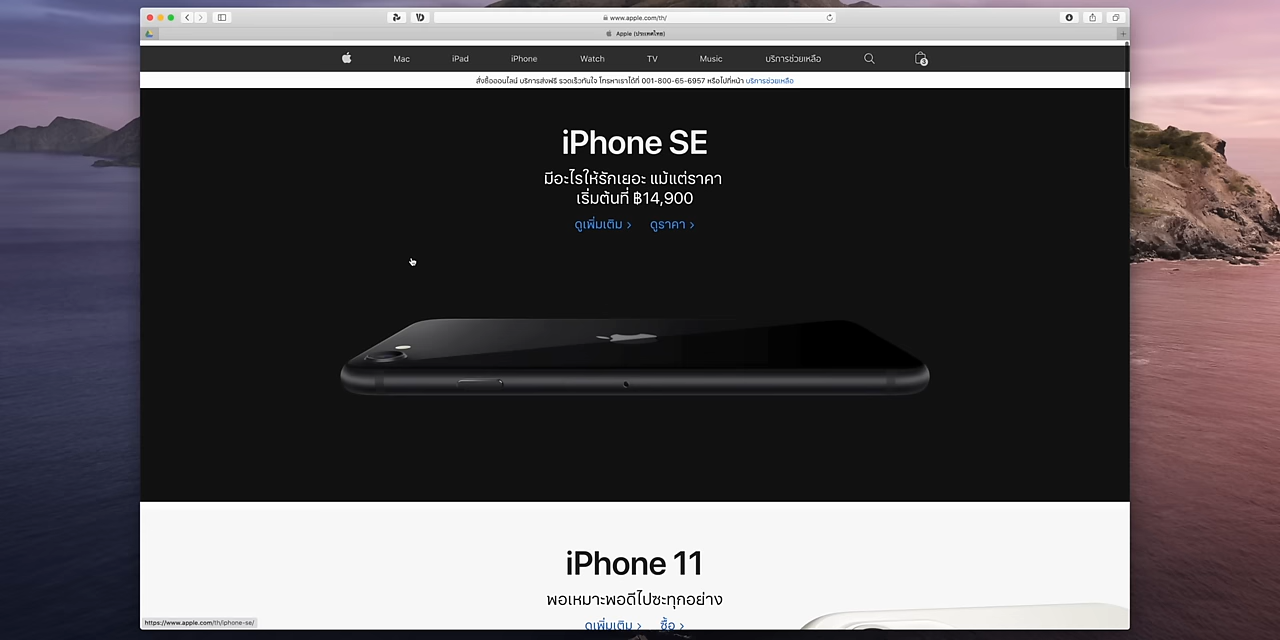 www.apple.com/th/
Apple (ประเทศไทย)
Mac iPad iPhone Watch TV Music บริการช่วยเหลือ 3
สั่งซื้อออนไลน์ บริการส่งฟรี รวดเร็วทันใจ โทรหาเราได้ที่ 001-800-65-6957 หรือไปที่หน้า บริการช่วยเหลือ
iPhone SE
มีอะไรให้รักเยอะ แม้แต่ราคา
เริ่มต้นที่ ฿14,900
ดูเพิ่มเติม > ดูราคา >
iPhone 11
พอเหมาะพอดีไปซะทุกอย่าง
ดูเพิ่มเติม > ซื้อ >
https://www.apple.com/th/iphone-se/